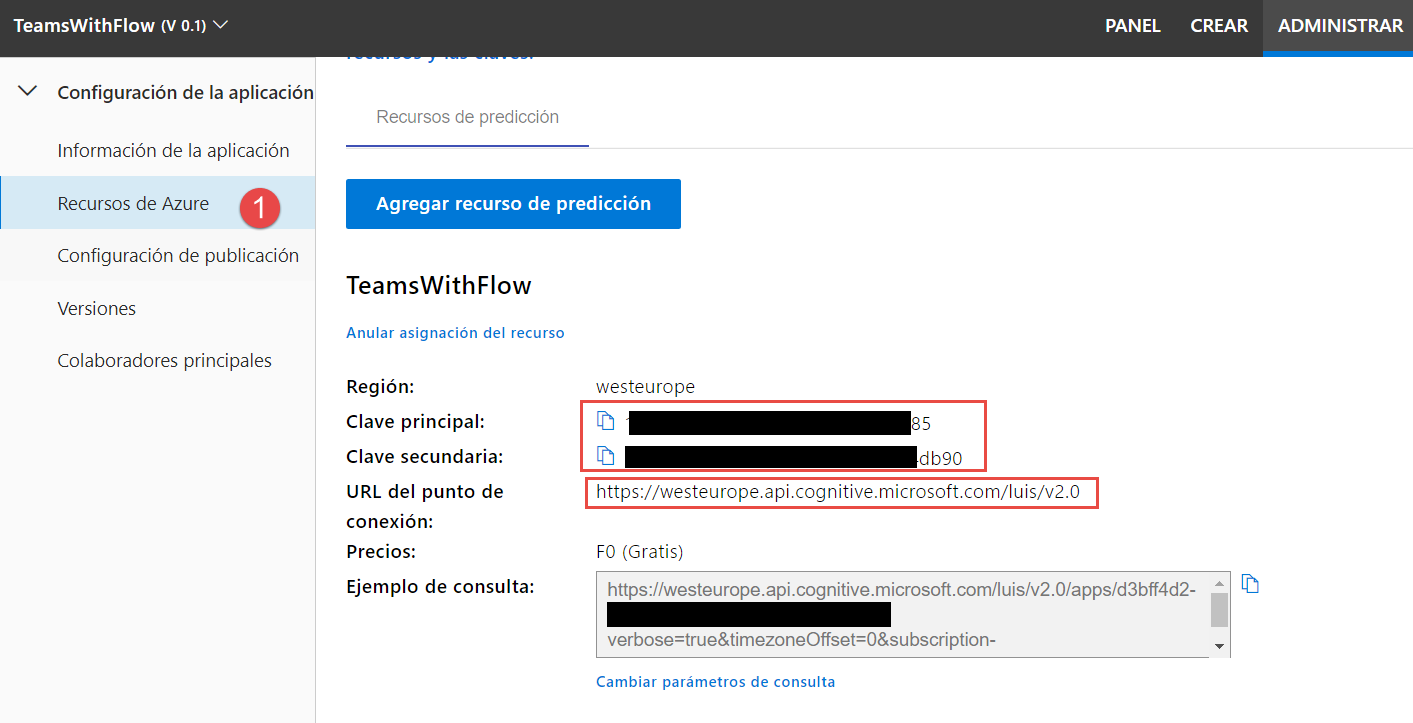 TeamsWithFlow (V 0.1)
PANEL
CREAR
ADMINISTRAR
Configuración de la aplicación
Información de la aplicación
Recursos de Azure
1
Configuración de publicación
Versiones
Colaboradores principales
recursos y las claves.
Recursos de predicción
Agregar recurso de predicción
TeamsWithFlow
Anular asignación del recurso
Región: westeurope
Clave principal: 85
Clave secundaria: db90
URL del punto de
conexión:
https://westeurope.api.cognitive.microsoft.com/luis/v2.0
Precios: F0 (Gratis)
Ejemplo de consulta:
https://westeurope.api.cognitive.microsoft.com/luis/v2.0/apps/d3bff4d2-
verbose=true&timezoneOffset=0&subscription-
Cambiar parámetros de consulta